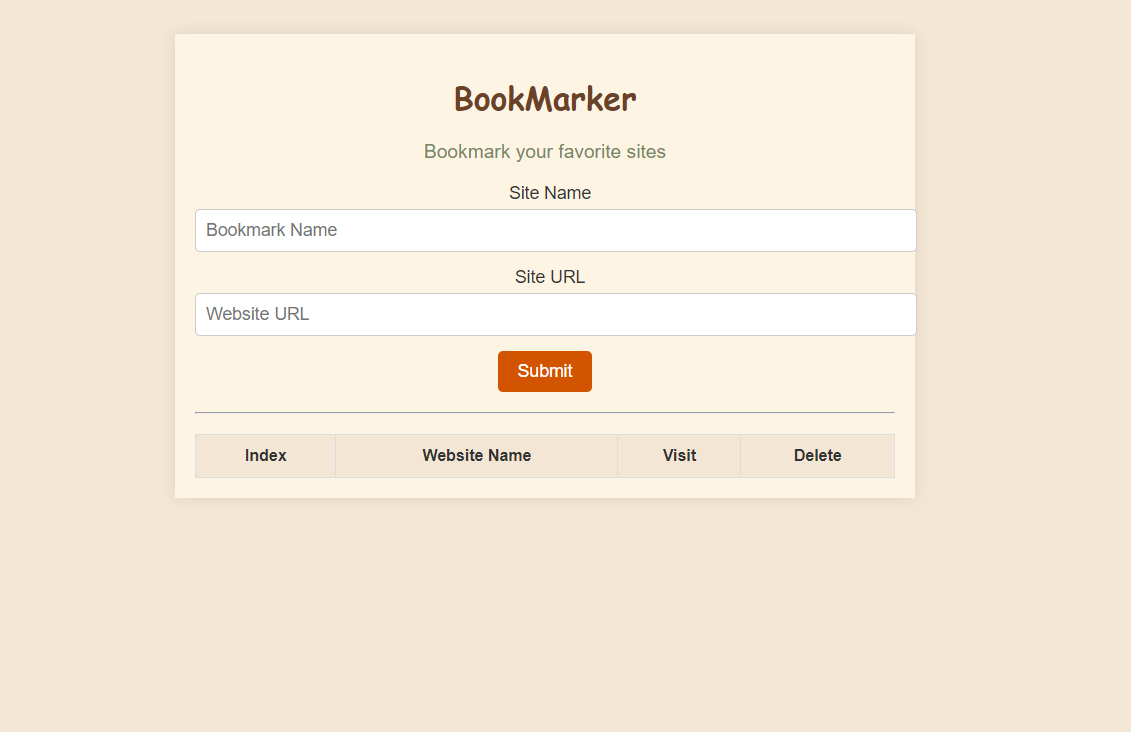 BookMarker
Bookmark your favorite sites
Site Name
Bookmark Name
Site URL
Website URL
Submit
Index Website Name Visit Delete